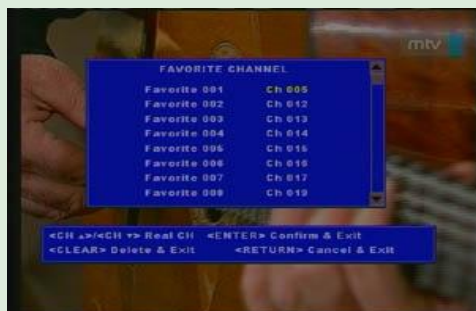 mtv
FAVORITE CHANNEL
Favorite 001 Ch 005
Favorite 002 Ch 012
Favorite 003 Ch 013
Favorite 004 Ch 014
Favorite 005 Ch 015
Favorite 006 Ch 016
Favorite 007 Ch 017
Favorite 008 Ch 019
<CH ▲>/<CH ▼> Real CH <ENTER> Confirm & Exit
<CLEAR> Delete & Exit <RETURN> Cancel & Exit